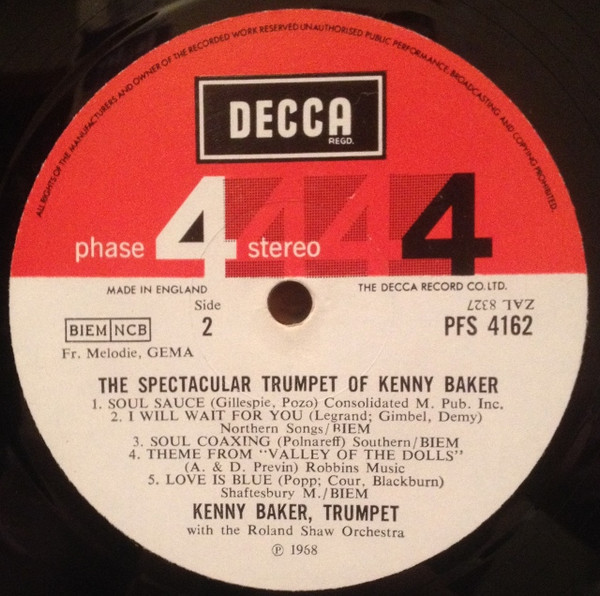 ALL RIGHTS OF THE MANUFACTURERS AND OWNER OF THE RECORDED WORK RESERVED UNAUTHORISED PUBLIC PERFORMANCE, BROADCASTING AND COPYING PROHIBITED.
DECCA
REGD.
phase 4 stereo 4 4 4
MADE IN ENGLAND
THE DECCA RECORD CO. LTD.
Side
2
ZAL 8327
BIEM NCB
PFS 4162
Fr. Melodie, GEMA
THE SPECTACULAR TRUMPET OF KENNY BAKER
1. SOUL SAUCE (Gillespie, Pozo) Consolidated M. Pub. Inc.
2. I WILL WAIT FOR YOU (Legrand; Gimbel, Demy)
Northern Songs/BIEM
3. SOUL COAXING (Polnareff) Southern/BIEM
4. THEME FROM "VALLEY OF THE DOLLS"
(A. & D. Previn) Robbins Music
5. LOVE IS BLUE (Popp; Cour, Blackburn)
Shaftesbury M./BIEM
KENNY BAKER, TRUMPET
with the Roland Shaw Orchestra
℗ 1968